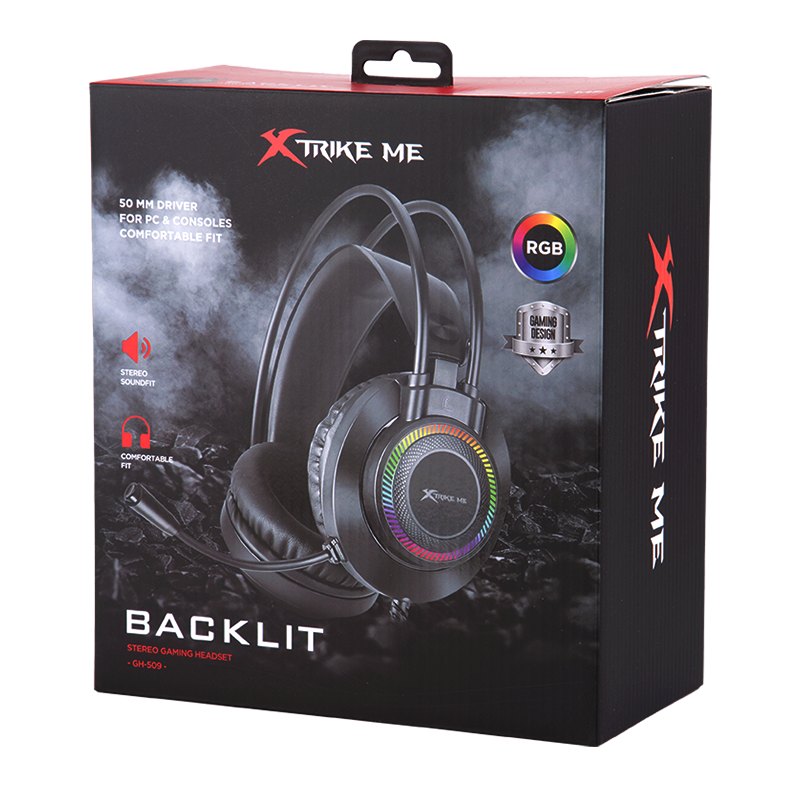 XTRIKE ME
50 MM DRIVER
FOR PC & CONSOLES
COMFORTABLE FIT
RGB
GAMING
DESIGN
STEREO
SOUNDFIT
COMFORTABLE
FIT
L
XTRIKE ME
BACKLIT
STEREO GAMING HEADSET
- GH-509 -
XTRIKE ME